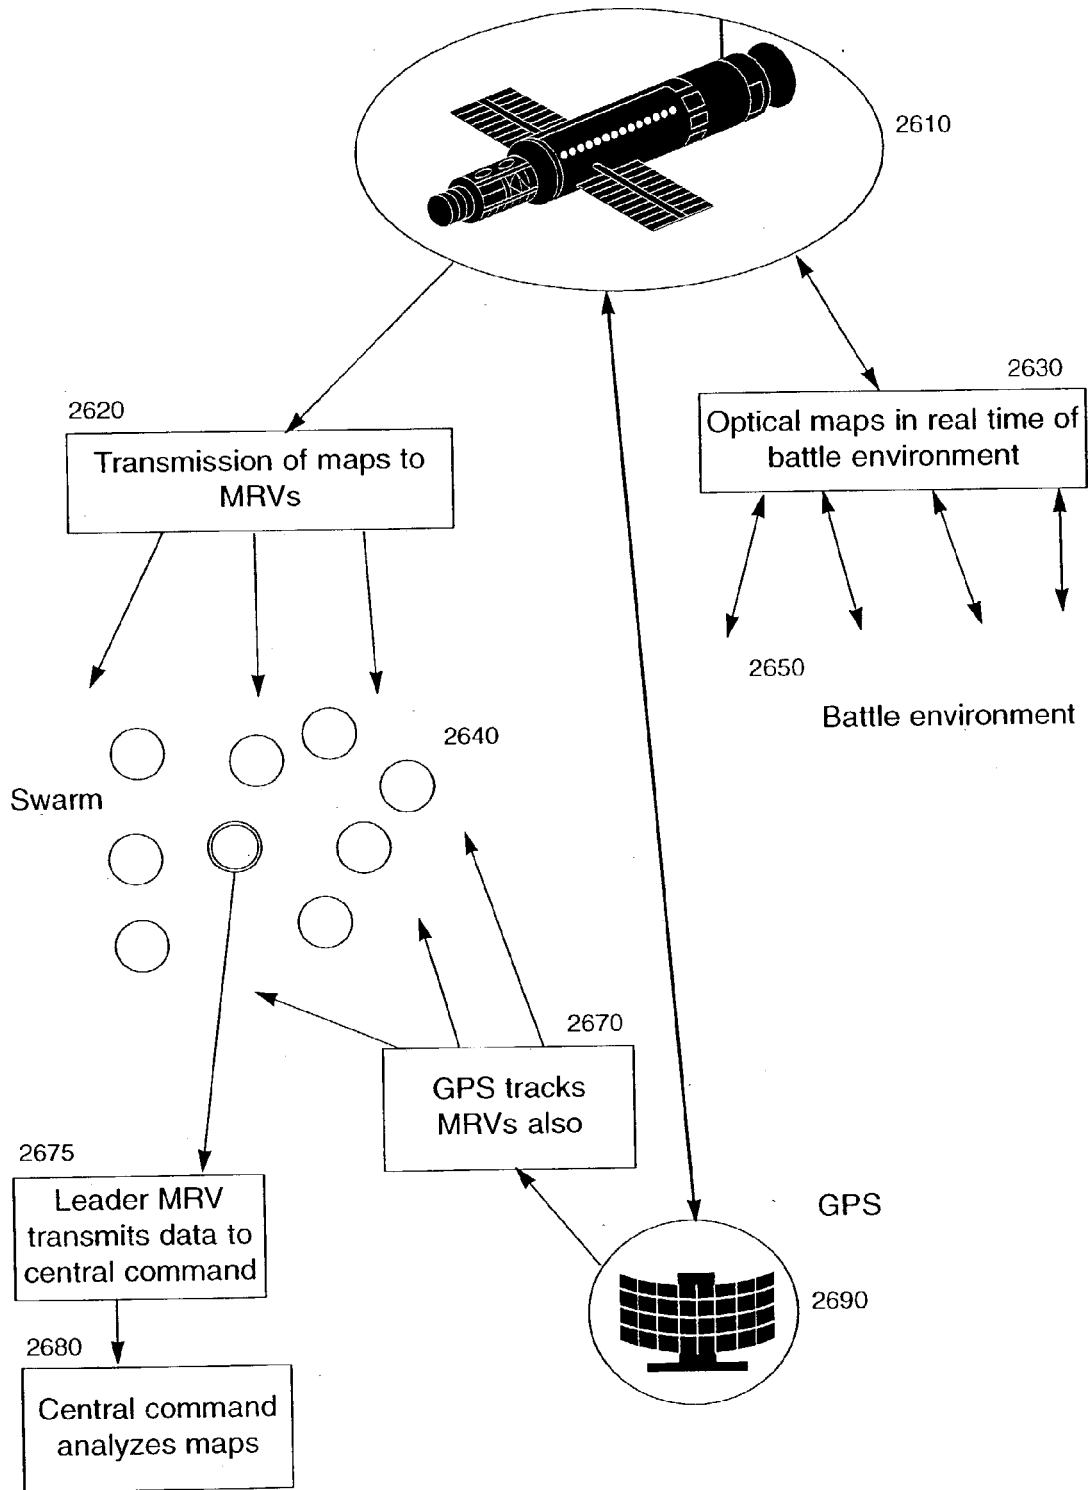 2610
2630
Optical maps in real time of
battle environment
2620
Transmission of maps to
MRVs
2650
Battle environment
2640
Swarm
2670
GPS tracks
MRVs also
2675
Leader MRV
transmits data to
central command
GPS
2690
2680
Central command
analyzes maps